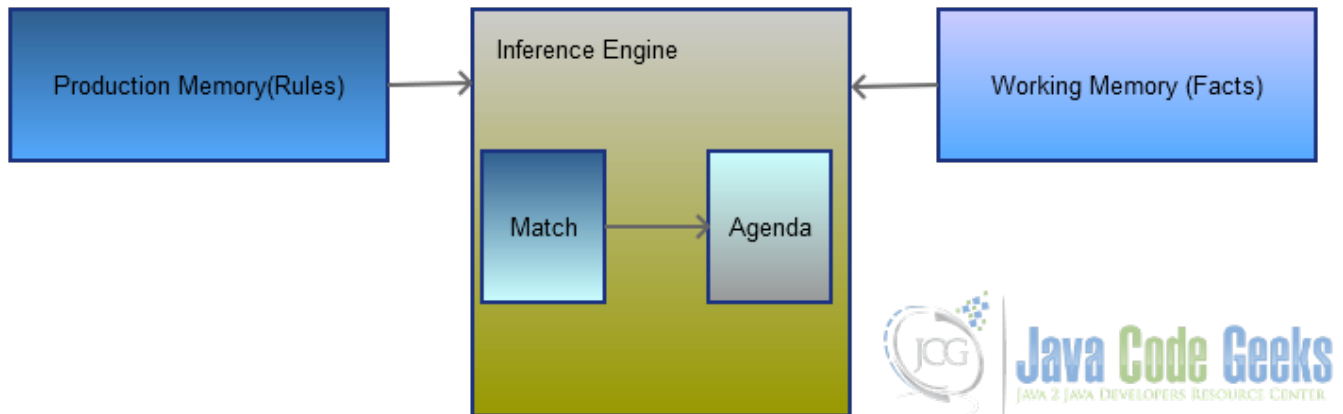 Production Memory(Rules)
Inference Engine
Working Memory (Facts)
Match
Agenda
JCG
Java Code Geeks
JAVA 2 JAVA DEVELOPERS RESOURCE CENTER